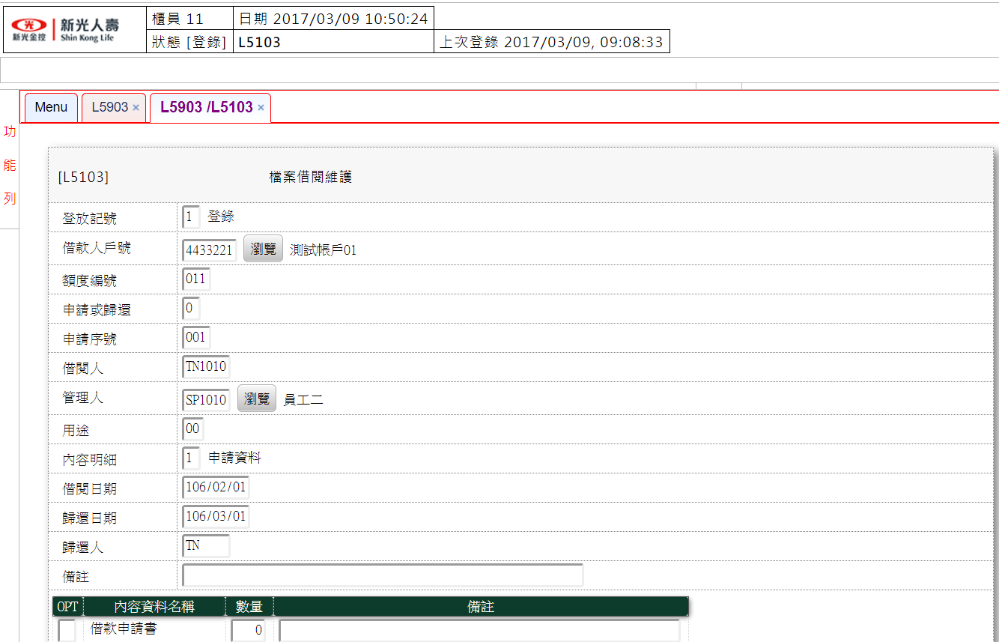 新光金控 新光人壽 Shin Kong Life
櫃員 11 日期 2017/03/09 10:50:24
狀態 [登錄] L5103 上次登錄 2017/03/09, 09:08:33
Menu L5903 × L5903 /L5103 ×
功
能
列
[L5103] 檔案借閱維護
登放記號 1 登錄
借款人戶號 4433221 瀏覽 測試帳戶01
額度編號 011
申請或歸還 0
申請序號 001
借閱人 TN1010
管理人 SP1010 瀏覽 員工二
用途 00
內容明細 1 申請資料
借閱日期 106/02/01
歸還日期 106/03/01
歸還人 TN
備註
OPT 內容資料名稱 數量 備註
借款申請書 0